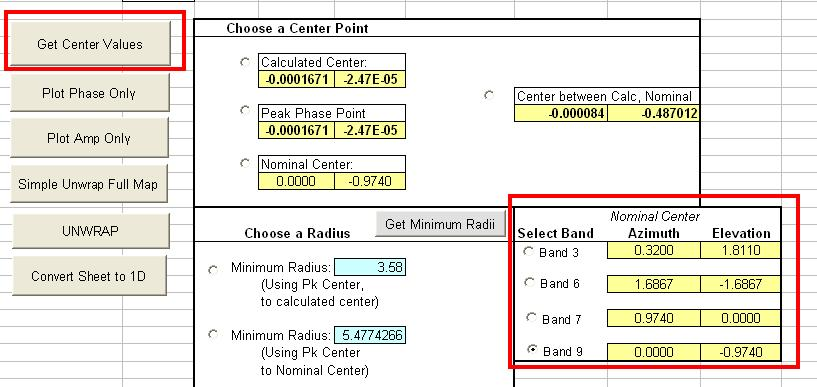 Get Center Values
Plot Phase Only
Plot Amp Only
Simple Unwrap Full Map
UNWRAP
Convert Sheet to 1D
Choose a Center Point
Calculated Center:
-0.0001671 -2.47E-05
Peak Phase Point
-0.0001671 -2.47E-05
Nominal Center:
0.0000 -0.9740
Center between Calc, Nominal
-0.000084 -0.487012
Choose a Radius
Get Minimum Radii
Minimum Radius: 3.58
(Using Pk Center,
to calculated center)
Minimum Radius: 5.4774266
(Using Pk Center
to Nominal Center)
Nominal Center
Select Band Azimuth Elevation
Band 3 0.3200 1.8110
Band 6 1.6867 -1.6867
Band 7 0.9740 0.0000
Band 9 0.0000 -0.9740